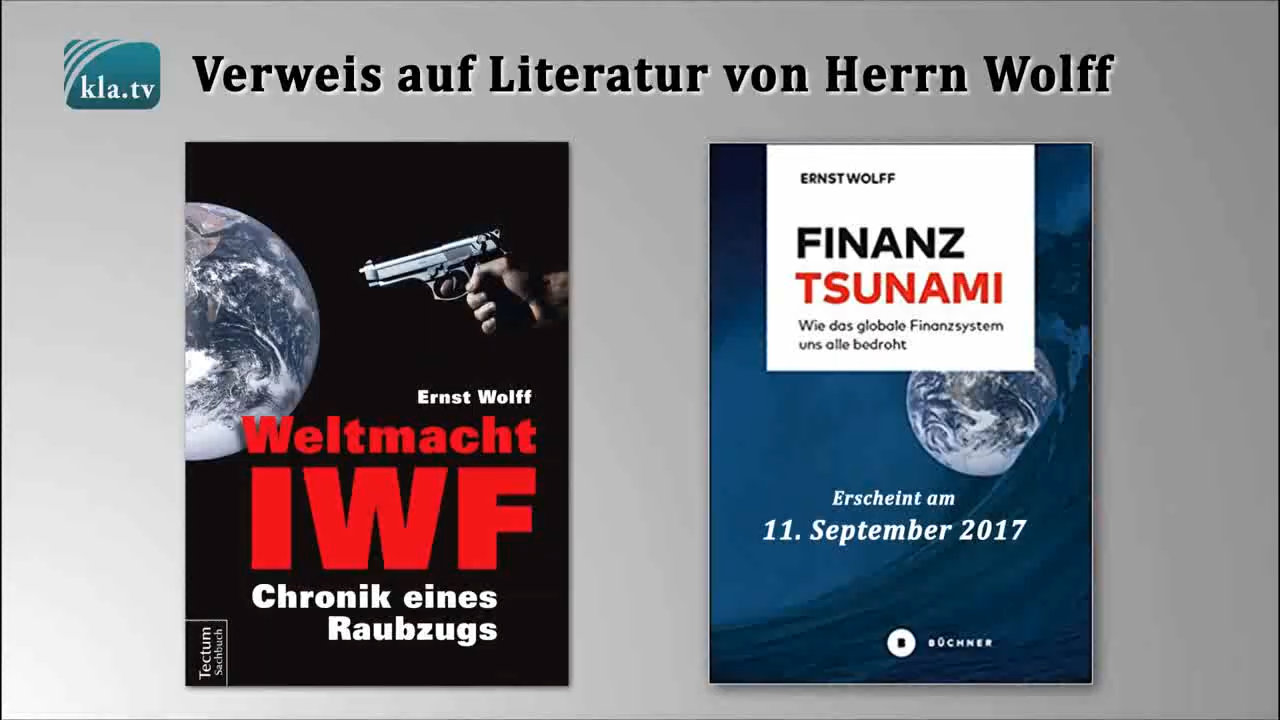 kla.tv
Verweis auf Literatur von Herrn Wolff
Ernst Wolff
Weltmacht
IWF
Chronik eines
Raubzugs
Tectum
Sachbuch
ERNST WOLFF
FINANZ
TSUNAMI
Wie das globale Finanzsystem
uns alle bedroht
Erscheint am
11. September 2017
B BÜCHNER